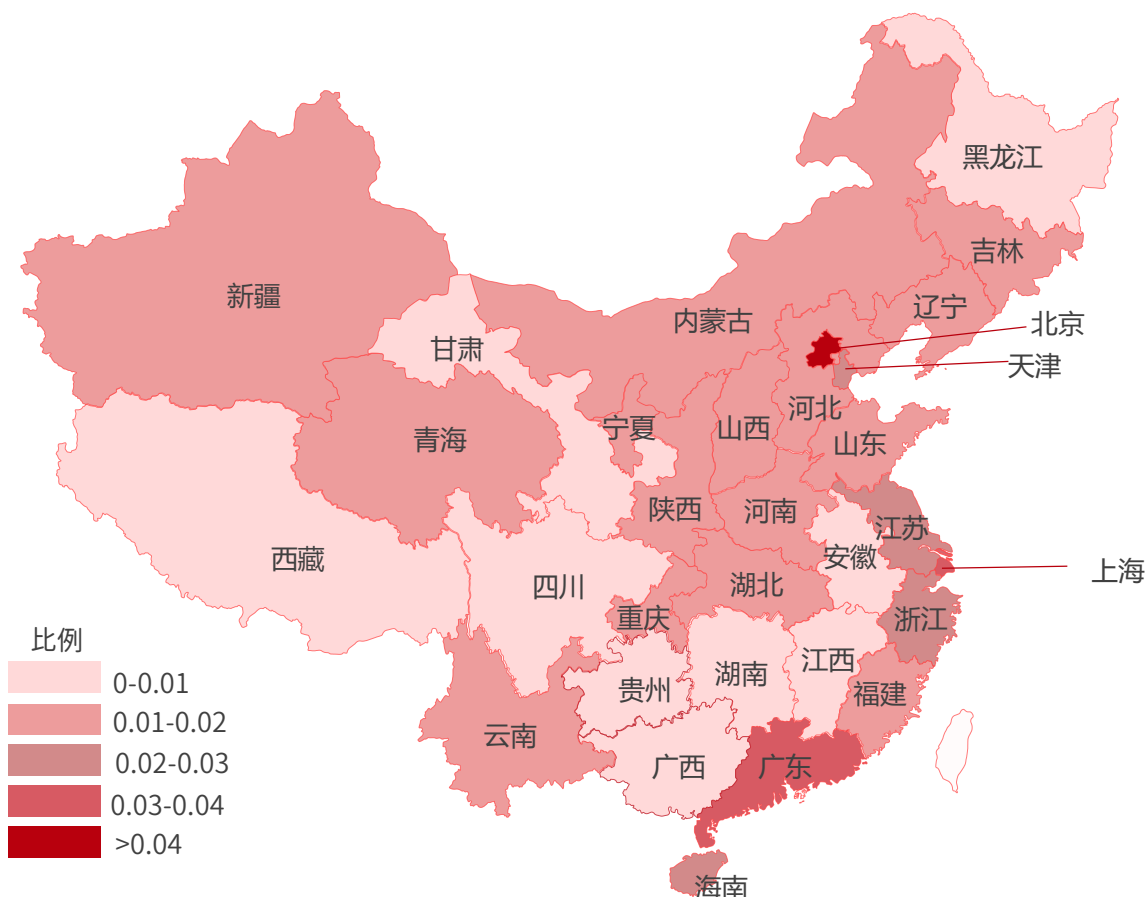 黑龙江
吉林
新疆
辽宁
内蒙古
北京
甘肃
天津
河北
宁夏
山西
青海
山东
陕西
河南
江苏
安徽
西藏
上海
四川
湖北
重庆
浙江
江西
湖南
贵州
福建
云南
广西
广东
海南
比例
0-0.01
0.01-0.02
0.02-0.03
0.03-0.04
>0.04